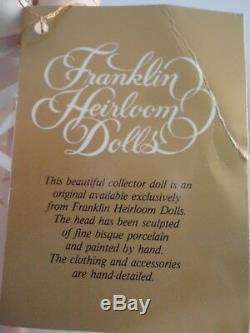 Franklin
Heirloom
Dolls
This beautiful collector doll is an
original available exclusively
from Franklin Heirloom Dolls.
The head has been sculpted
of fine bisque porcelain
and painted by hand.
The clothing and accessories
are hand-detailed.